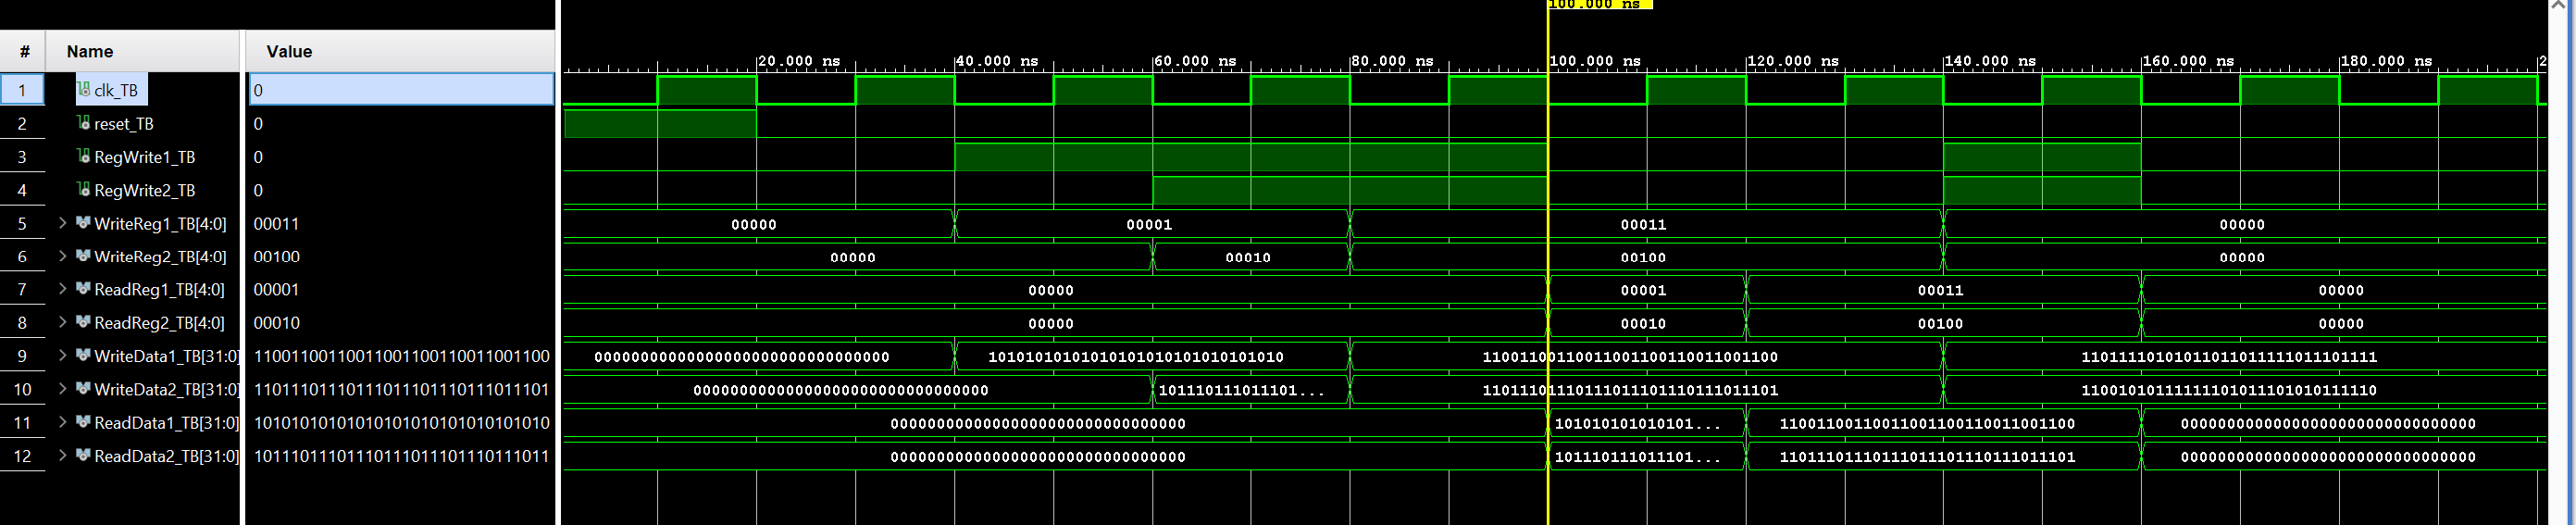 100.000 ns
# Name Value
20.000 ns 40.000 ns 60.000 ns 80.000 ns 100.000 ns 120.000 ns 140.000 ns 160.000 ns 180.000 ns 2
1 clk_TB 0
2 reset_TB 0
3 RegWrite1_TB 0
4 RegWrite2_TB 0
5 WriteReg1_TB[4:0] 00011 00000 00001 00011 00000
6 WriteReg2_TB[4:0] 00100 00000 00010 00100 00000
7 ReadReg1_TB[4:0] 00001 00000 00001 00011 00000
8 ReadReg2_TB[4:0] 00010 00000 00010 00100 00000
9 WriteData1_TB[31:0] 11001100110011001100110011001100 00000000000000000000000000000000 10101010101010101010101010101010 11001100110011001100110011001100 11011110101011011011111011101111
10 WriteData2_TB[31:0] 11011101110111011101110111011101 00000000000000000000000000000000 101110111011101... 11011101110111011101110111011101 11001010111111101011101010111110
11 ReadData1_TB[31:0] 10101010101010101010101010101010 00000000000000000000000000000000 101010101010101... 11001100110011001100110011001100 00000000000000000000000000000000
12 ReadData2_TB[31:0] 10111011101110111011101110111011 00000000000000000000000000000000 101110111011101... 11011101110111011101110111011101 00000000000000000000000000000000